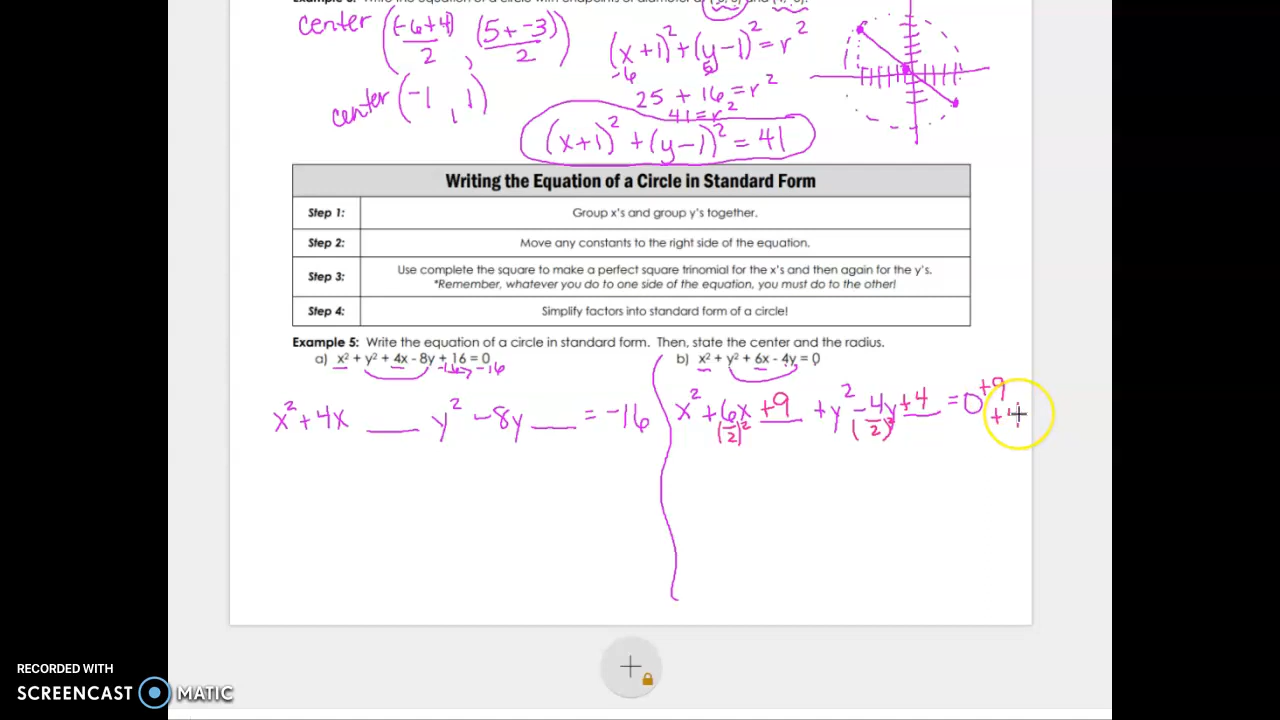 center ((-6+4)/2 , (5+-3)/2)
(x+1)² + (y-1)² = r²
-6 5
center (-1, 1)
25 + 16 = r²
41 = r²
(x+1)² + (y-1)² = 41
Writing the Equation of a Circle in Standard Form
Step 1: Group x's and group y's together.
Step 2: Move any constants to the right side of the equation.
Step 3: Use complete the square to make a perfect square trinomial for the x's and then again for the y's.
*Remember, whatever you do to one side of the equation, you must do to the other!
Step 4: Simplify factors into standard form of a circle!
Example 5: Write the equation of a circle in standard form. Then, state the center and the radius.
a) x² + y² + 4x - 8y + 16 = 0
-16 → -16
x² + 4x ___ y² - 8y ___ = -16
b) x² + y² + 6x - 4y = 0
x² + 6x +9 + y² - 4y +4 = 0 +9
+4
(6/2)² (-4/2)²
RECORDED WITH
SCREENCAST MATIC